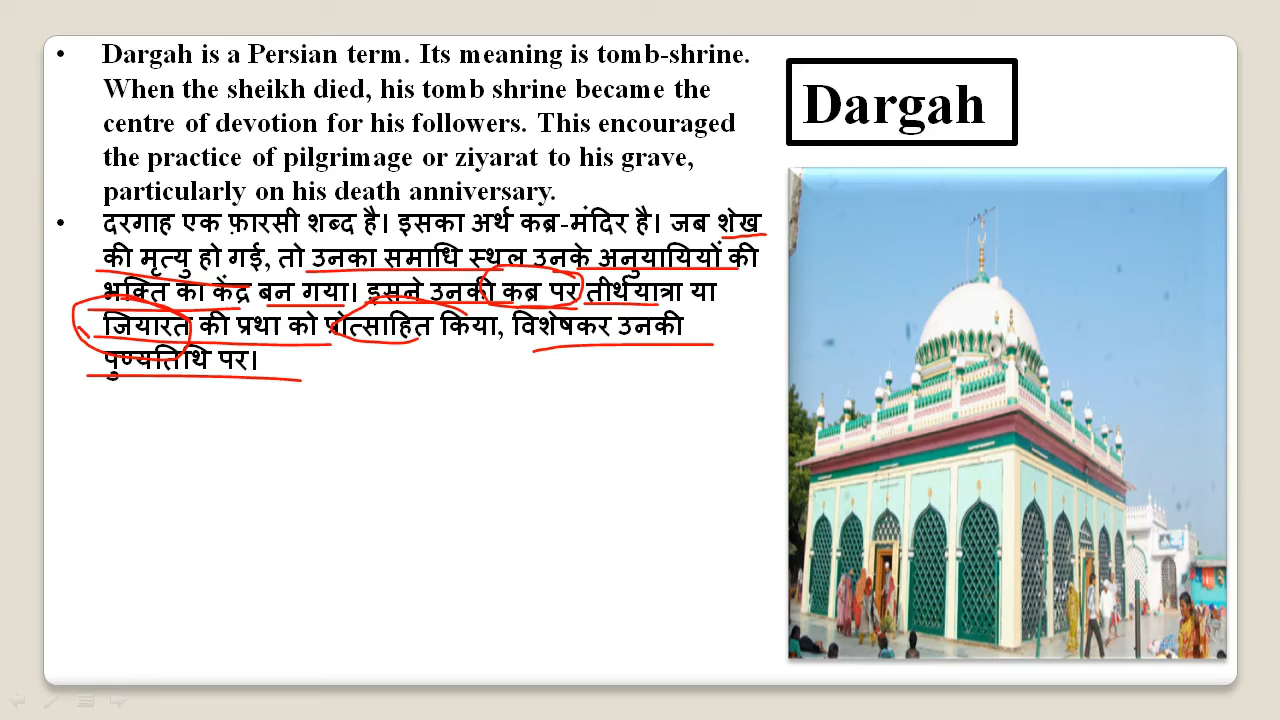 • Dargah is a Persian term. Its meaning is tomb-shrine.
When the sheikh died, his tomb shrine became the
centre of devotion for his followers. This encouraged
the practice of pilgrimage or ziyarat to his grave,
particularly on his death anniversary.
• दरगाह एक फ़ारसी शब्द है। इसका अर्थ कब्र-मंदिर है। जब शेख
की मृत्यु हो गई, तो उनका समाधि स्थल उनके अनुयायियों की
भक्ति का केंद्र बन गया। इसने उनकी कब्र पर तीर्थयात्रा या
जियारत की प्रथा को प्रोत्साहित किया, विशेषकर उनकी
पुण्यतिथि पर।
Dargah